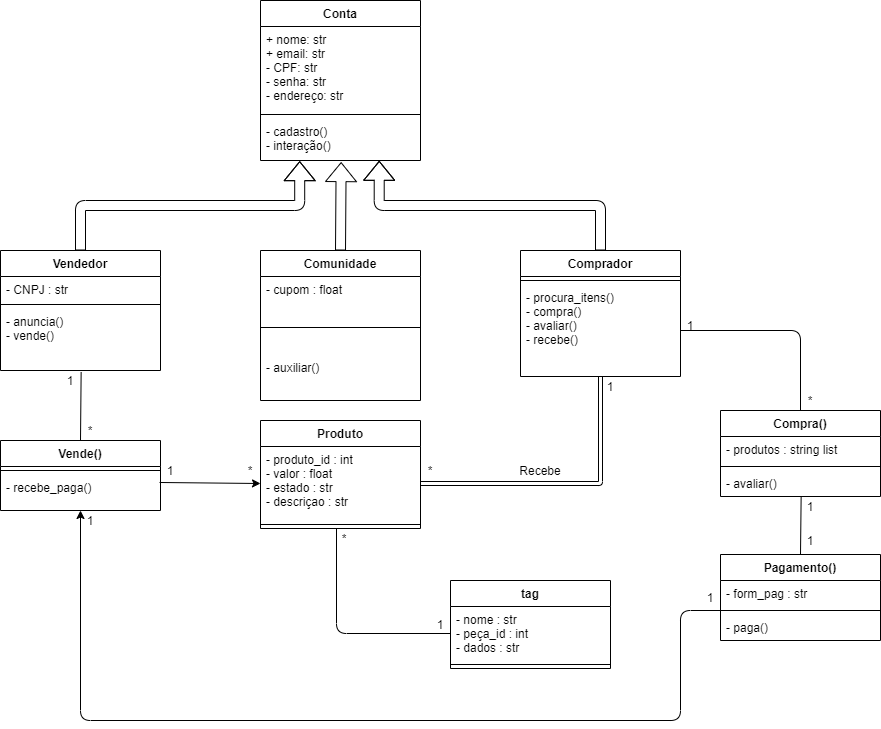 Conta
+ nome: str
+ email: str
- CPF: str
- senha: str
- endereço: str
- cadastro()
- interação()
Vendedor
- CNPJ : str
- anuncia()
- vende()
Comunidade
- cupom : float
- auxiliar()
Comprador
- procura_itens()
- compra()
- avaliar()
- recebe()
1
*
1
*
1
Vende()
- recebe_paga()
1
*
1
Produto
- produto_id : int
- valor : float
- estado : str
- descriçao : str
*
Recebe
*
1
tag
- nome : str
- peça_id : int
- dados : str
Compra()
- produtos : string list
- avaliar()
1
1
Pagamento()
- form_pag : str
- paga()
1